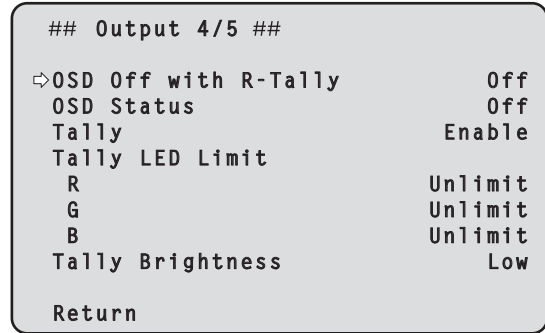 ## Output 4/5 ##
⇨OSD Off with R-Tally Off
OSD Status Off
Tally Enable
Tally LED Limit
R Unlimit
G Unlimit
B Unlimit
Tally Brightness Low
Return